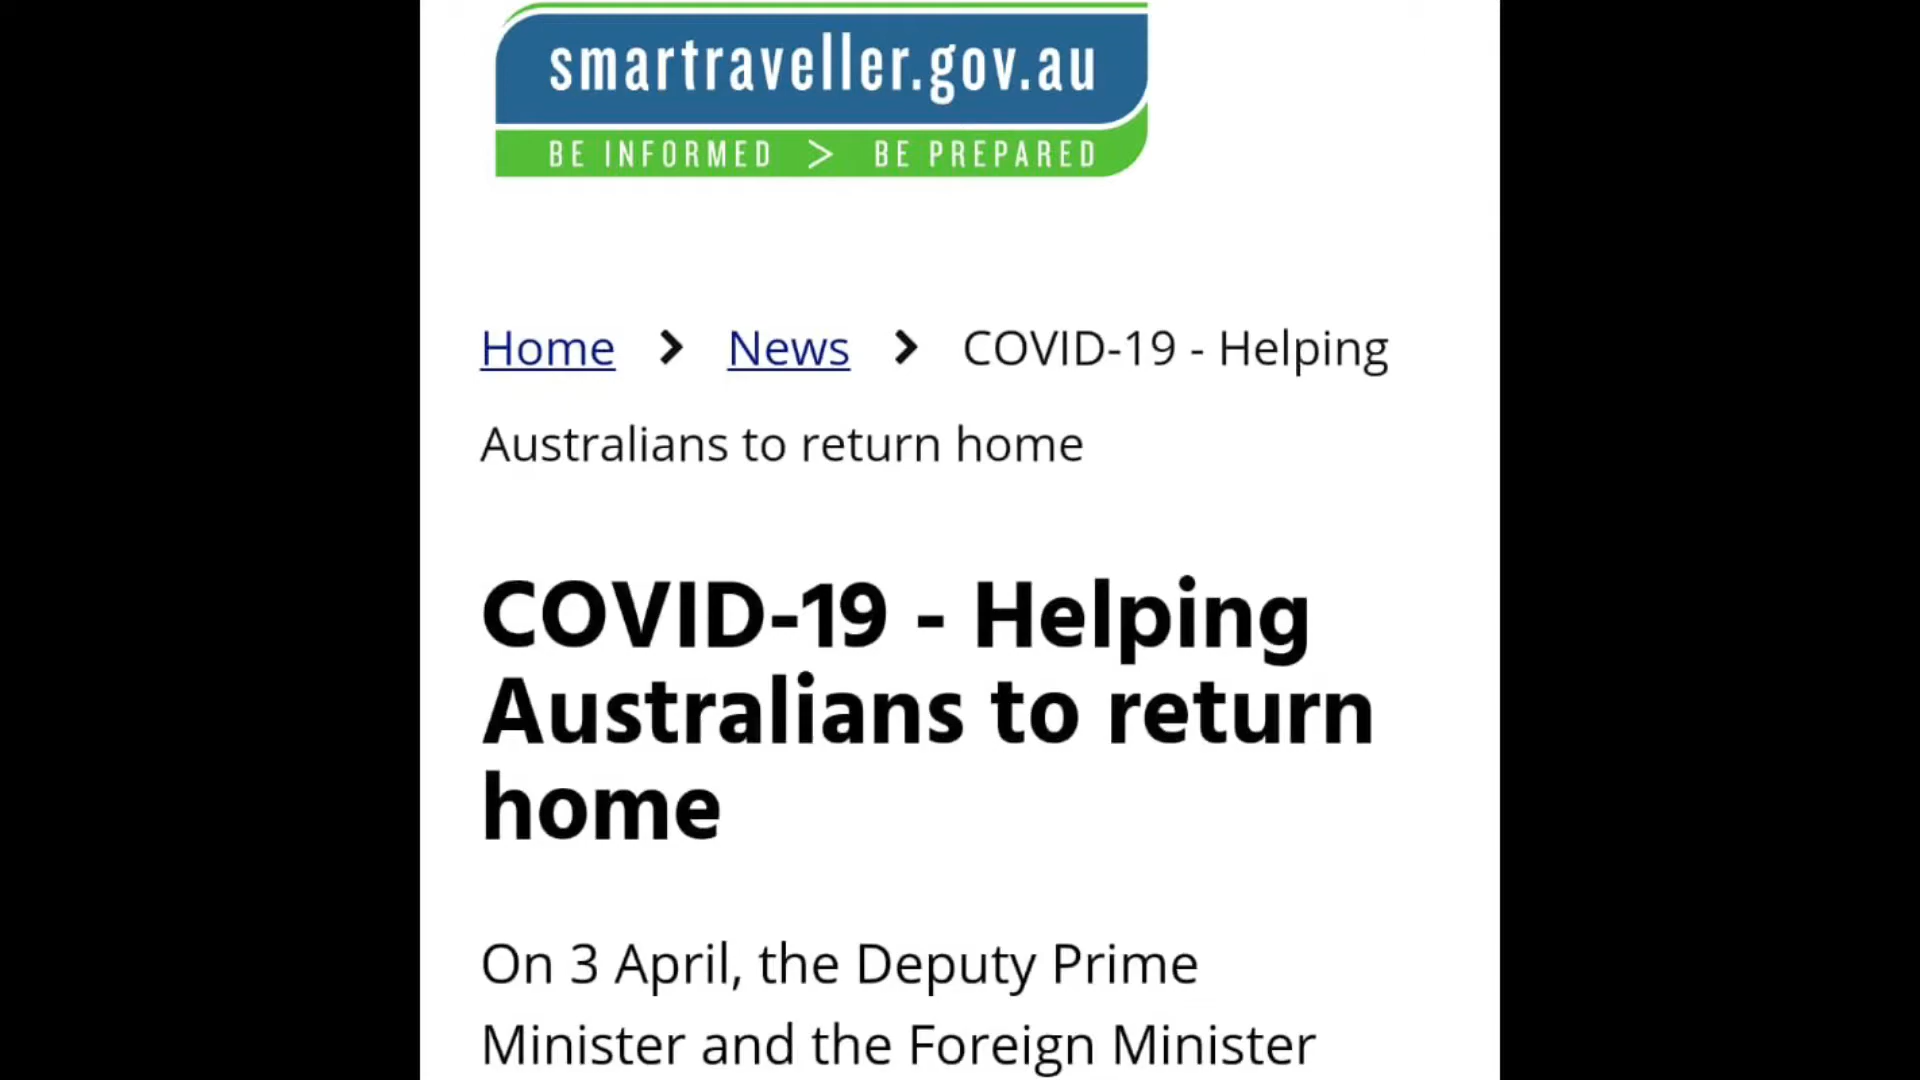 smartraveller.gov.au
BE INFORMED > BE PREPARED
Home > News > COVID-19 - Helping
Australians to return home
COVID-19 - Helping
Australians to return
home
On 3 April, the Deputy Prime
Minister and the Foreign Minister